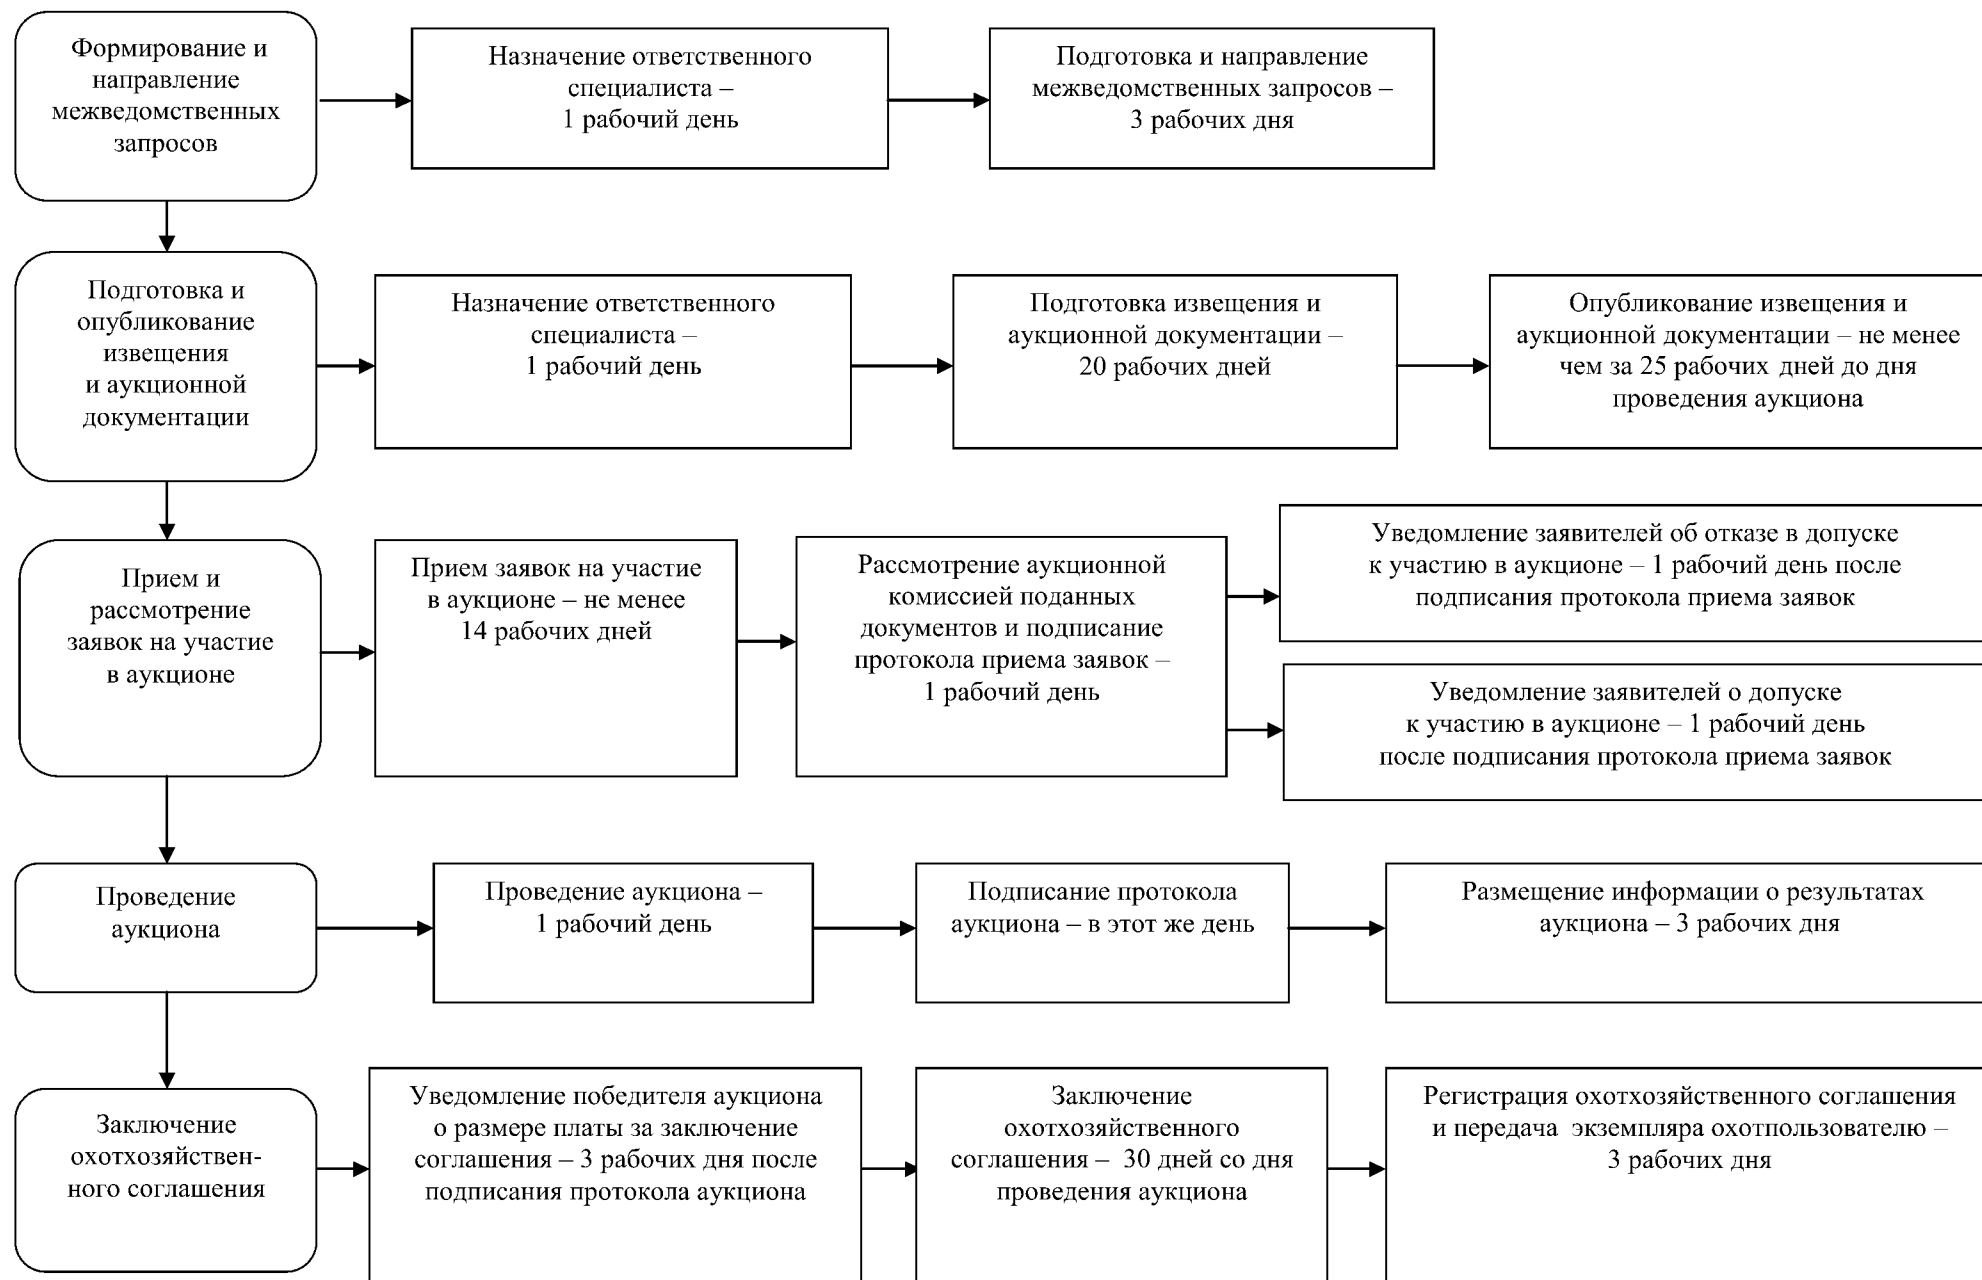 Формирование и
направление
межведомственных
запросов
Назначение ответственного
специалиста –
1 рабочий день
Подготовка и направление
межведомственных запросов –
3 рабочих дня
Подготовка и
опубликование
извещения
и аукционной
документации
Назначение ответственного
специалиста –
1 рабочий день
Подготовка извещения и
аукционной документации –
20 рабочих дней
Опубликование извещения и
аукционной документации – не менее
чем за 25 рабочих дней до дня
проведения аукциона
Прием и
рассмотрение
заявок на участие
в аукционе
Прием заявок на участие
в аукционе – не менее
14 рабочих дней
Рассмотрение аукционной
комиссией поданных
документов и подписание
протокола приема заявок –
1 рабочий день
Уведомление заявителей об отказе в допуске
к участию в аукционе – 1 рабочий день после
подписания протокола приема заявок
Уведомление заявителей о допуске
к участию в аукционе – 1 рабочий день
после подписания протокола приема заявок
Проведение
аукциона
Проведение аукциона –
1 рабочий день
Подписание протокола
аукциона – в этот же день
Размещение информации о результатах
аукциона – 3 рабочих дня
Заключение
охотхозяйствен-
ного соглашения
Уведомление победителя аукциона
о размере платы за заключение
соглашения – 3 рабочих дня после
подписания протокола аукциона
Заключение
охотхозяйственного
соглашения – 30 дней со дня
проведения аукциона
Регистрация охотхозяйственного соглашения
и передача экземпляра охотпользователю –
3 рабочих дня